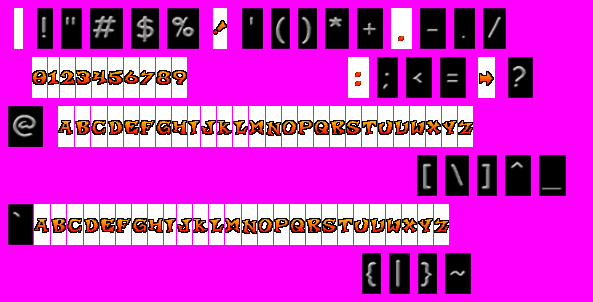 ! " # $ % ! ' ( ) * + . - . /
0123456789 : ; < = ➡ ?
@ ABCDEFGHIJKLMNOPQRSTUVWXYZ
[ \ ] ^ _
` ABCDEFGHIJKLMNOPQRSTUVWXYZ
{ | } ~